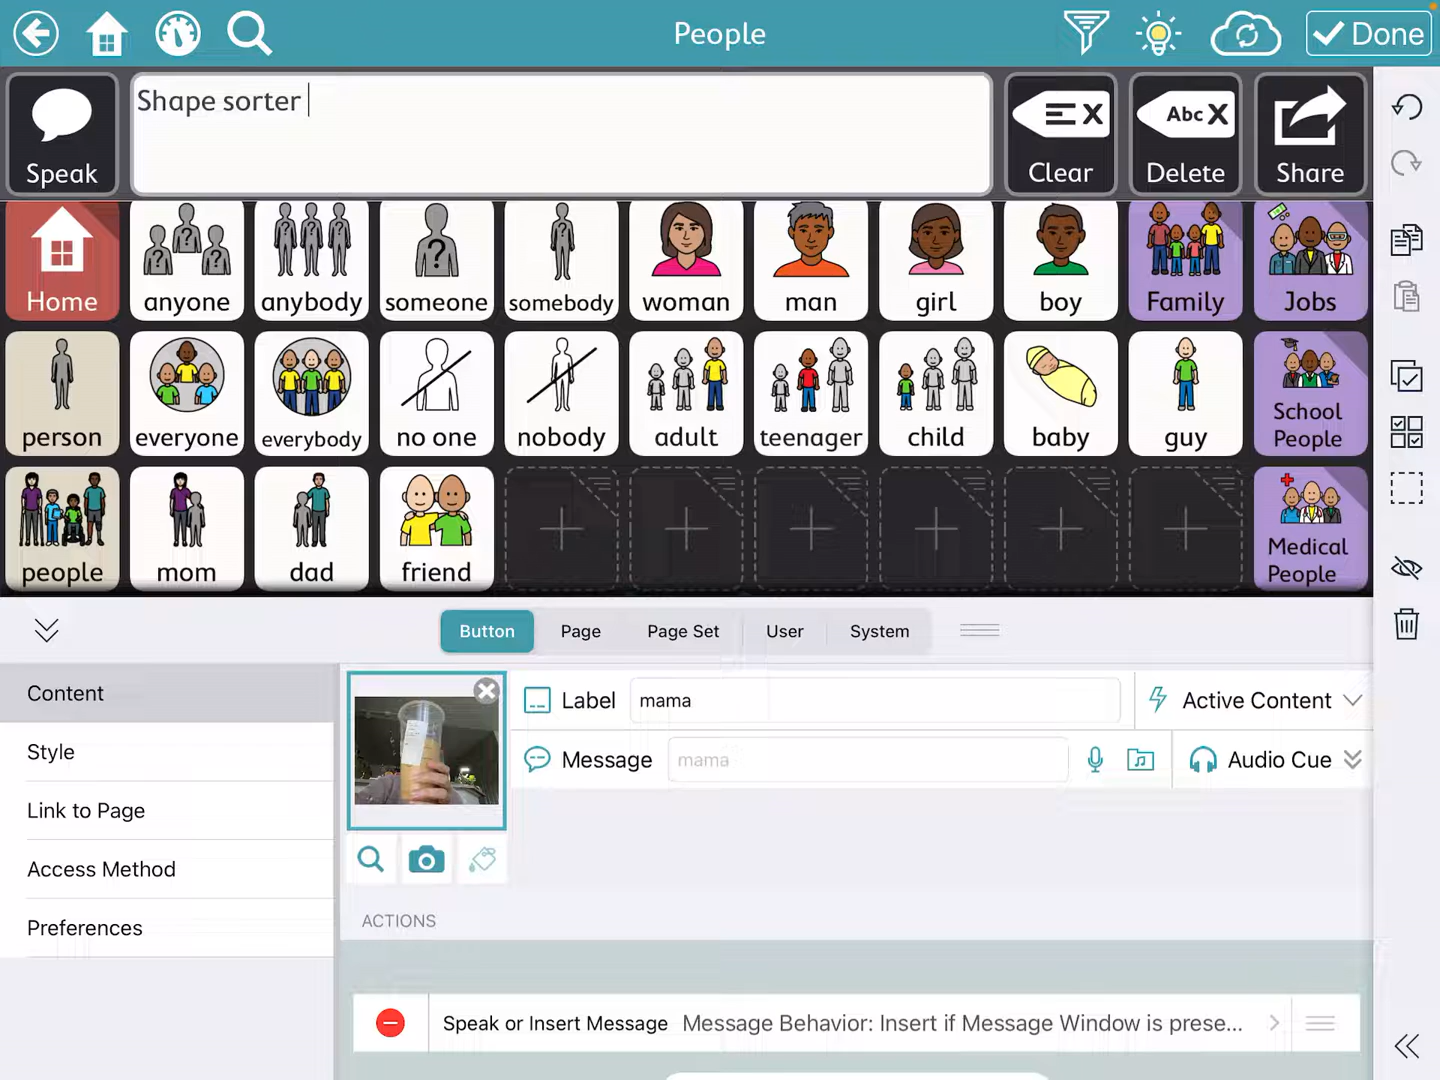 People
Done
Speak
Shape sorter
Clear
Abc X
Delete
Share
Home
anyone
anybody
someone
somebody
woman
man
girl
boy
Family
Jobs
person
everyone
everybody
no one
nobody
adult
teenager
child
baby
guy
School
People
people
mom
dad
friend
Medical
People
Button
Page
Page Set
User
System
Content
Style
Link to Page
Access Method
Preferences
Label
mama
Active Content
Message
mama
Audio Cue
ACTIONS
Speak or Insert Message
Message Behavior: Insert if Message Window is prese...